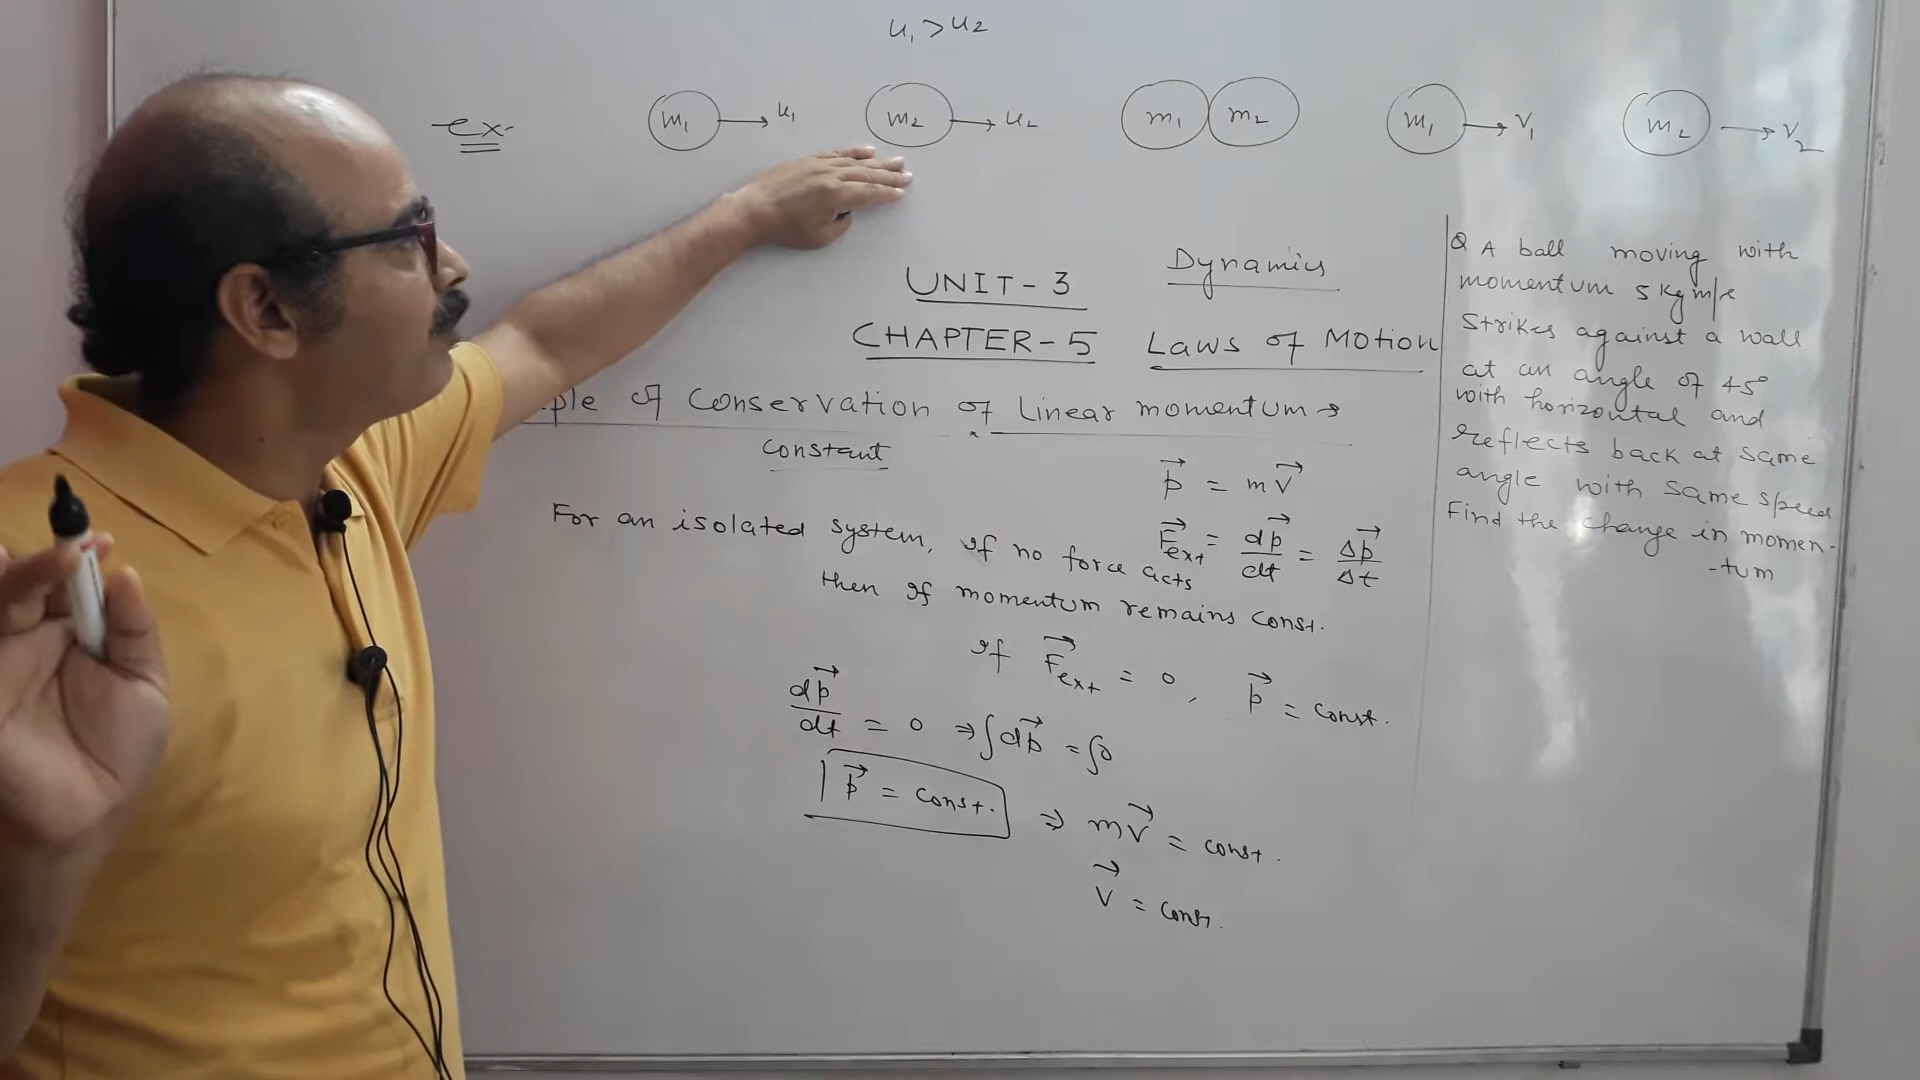 u₁ > u₂
ex.
m₁ → u₁ m₂ → u₂ m₁ m₂ m₁ → v₁ m₂ → v₂
UNIT - 3 Dynamics
CHAPTER - 5 Laws of Motion
ple of Conservation of Linear momentum →
constant
p⃗ = mv⃗
For an isolated system, if no force acts
F⃗ext = dp⃗/dt = Δp⃗/Δt
then momentum remains const.
if F⃗ext = 0, p⃗ = const.
dp⃗/dt = 0 ⇒ ∫dp⃗ = ∫0
p⃗ = const. ⇒ mv⃗ = const.
v⃗ = const.
Q A ball moving with
momentum 5 Kg m/s
strikes against a wall
at an angle of 45°
with horizontal and
reflects back at same
angle with same speed
Find the change in momen-
-tum